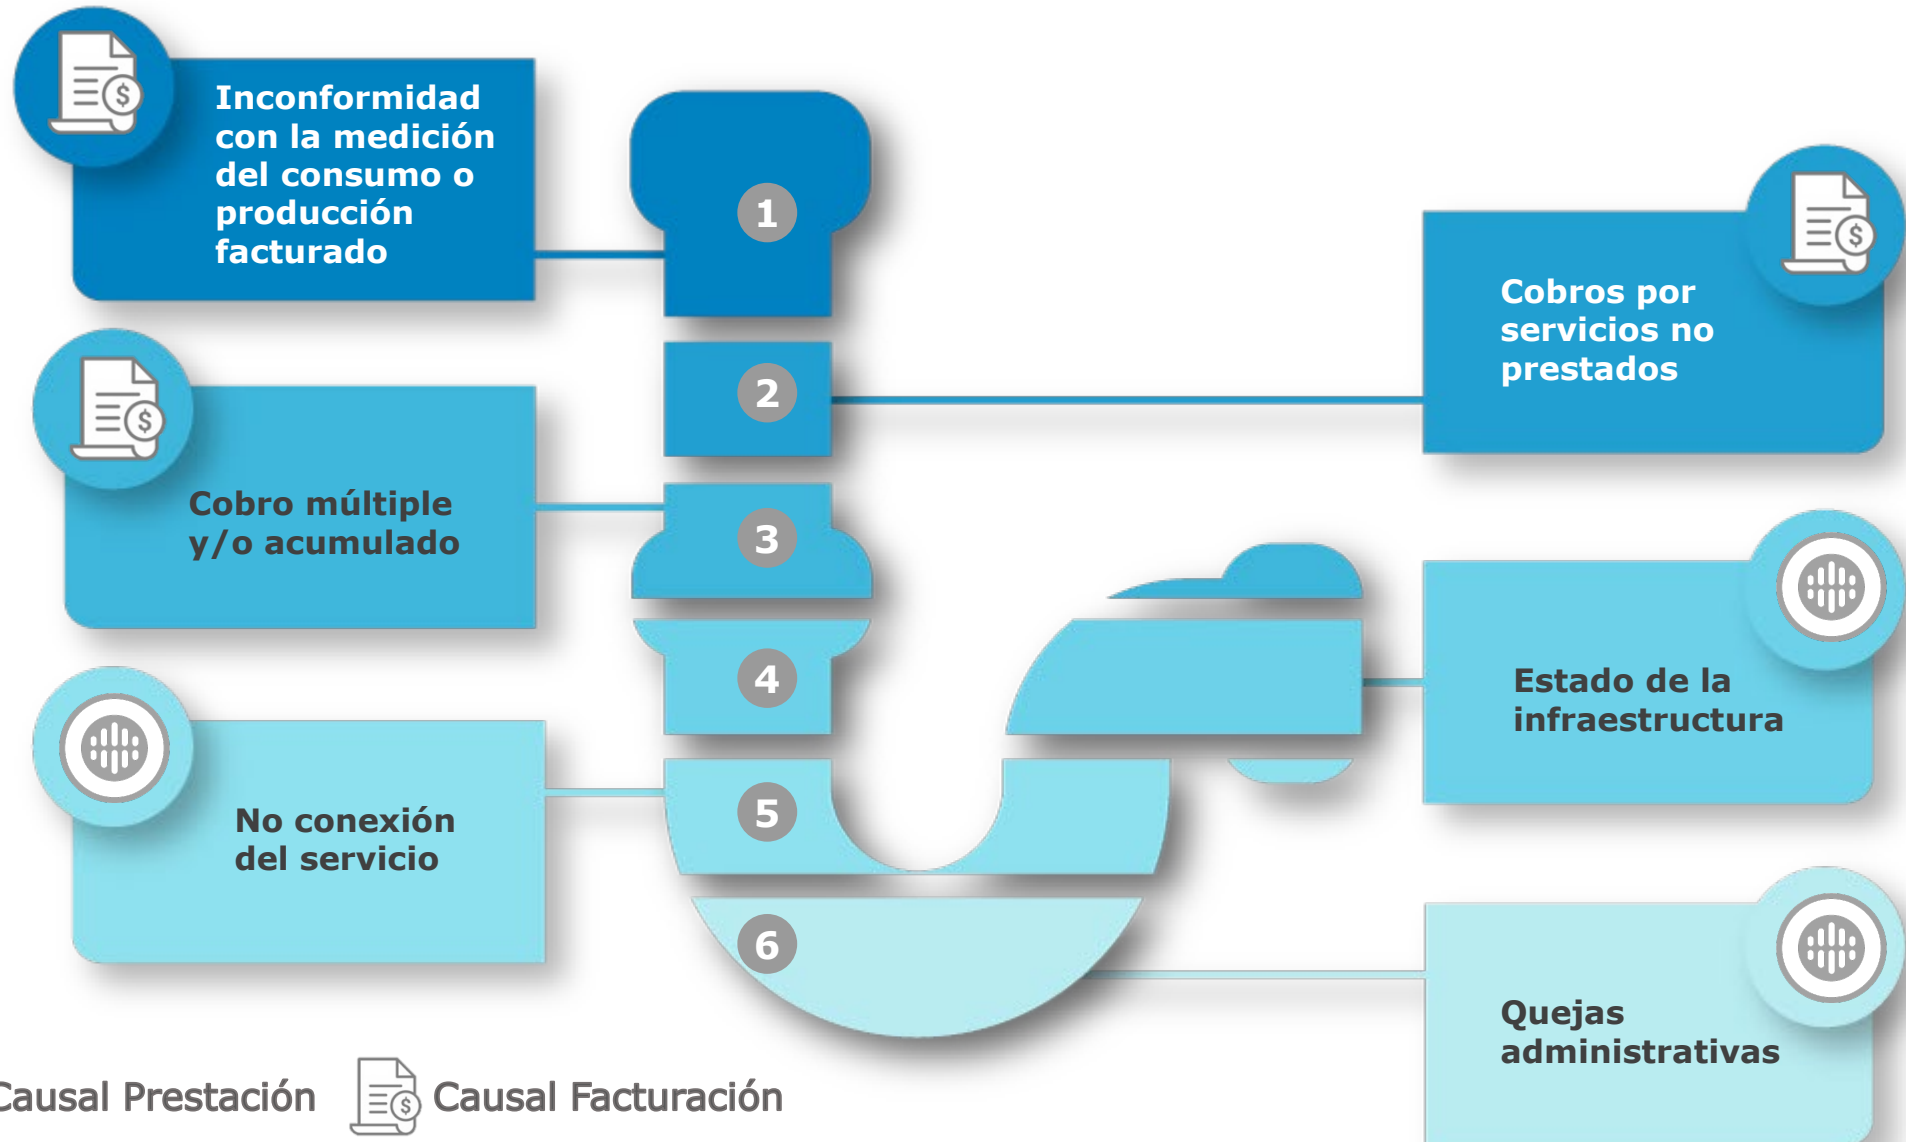 Inconformidad
con la medición
del consumo o
producción
facturado
1
Cobros por
servicios no
prestados
2
Cobro múltiple
y/o acumulado
3
Estado de la
infraestructura
4
No conexión
del servicio
5
Quejas
administrativas
6
Causal Prestación
$ Causal Facturación